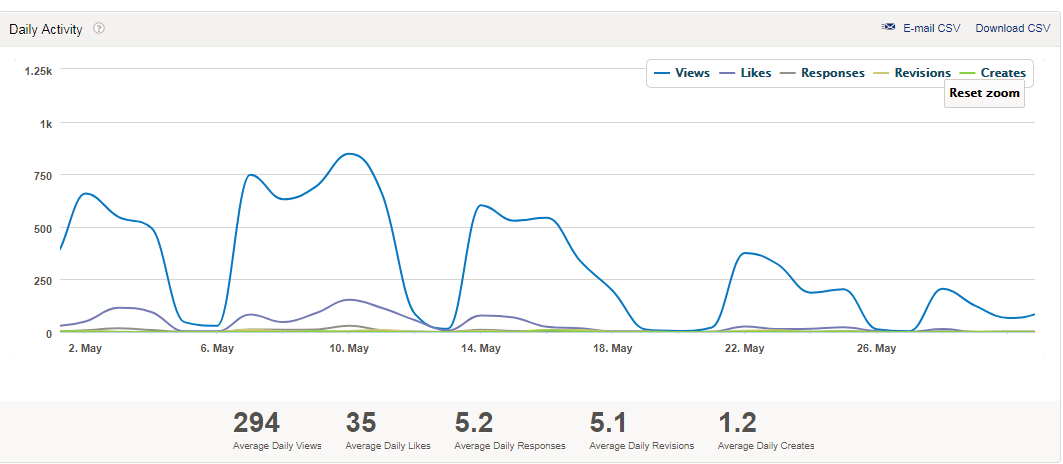 Daily Activity ? E-mail CSV Download CSV
Views Likes Responses Revisions Creates
Reset zoom
1.25k
1k
750
500
250
0
2. May 6. May 10. May 14. May 18. May 22. May 26. May
294 35 5.2 5.1 1.2
Average Daily Views Average Daily Likes Average Daily Responses Average Daily Revisions Average Daily Creates